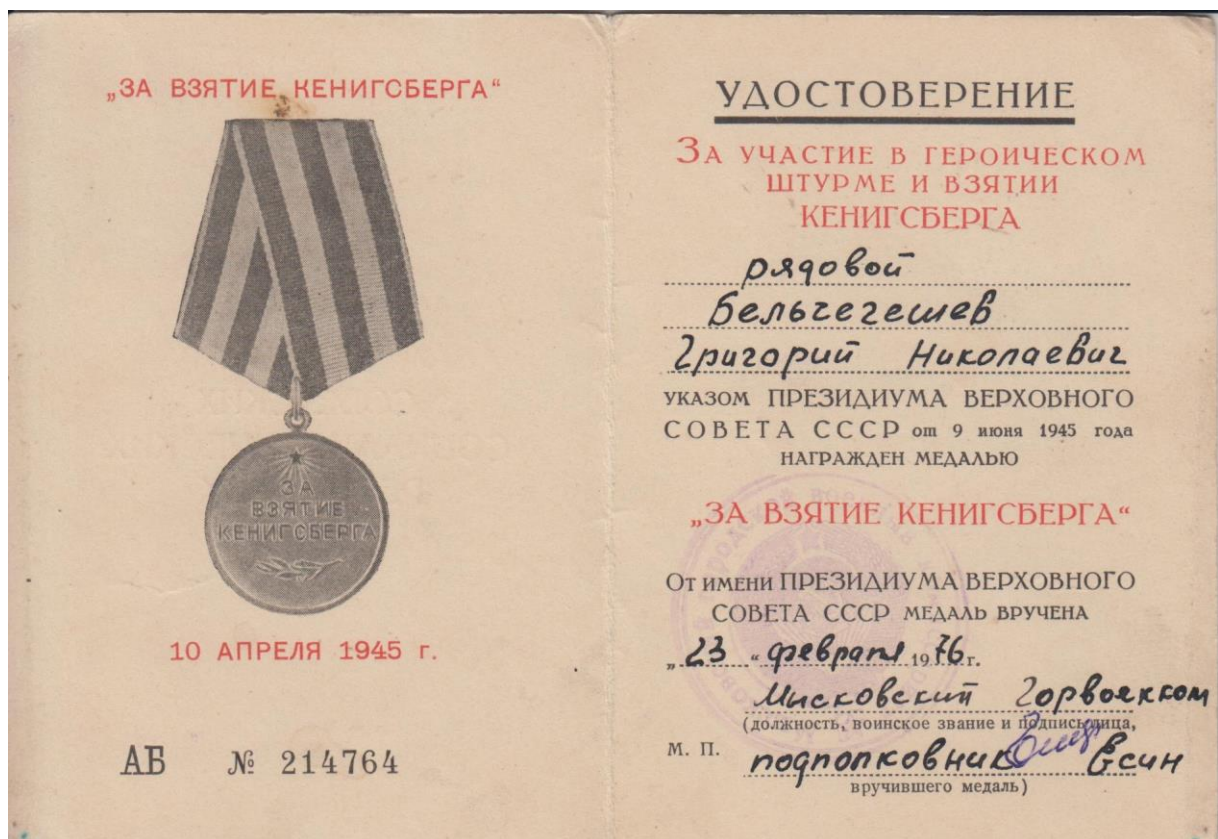 „ЗА ВЗЯТИЕ КЕНИГСБЕРГА“
ЗА
ВЗЯТИЕ
КЕНИГСБЕРГА
10 АПРЕЛЯ 1945 г.
АБ № 214764
УДОСТОВЕРЕНИЕ
ЗА УЧАСТИЕ В ГЕРОИЧЕСКОМ
ШТУРМЕ И ВЗЯТИИ
КЕНИГСБЕРГА
рядовой
Бельчегешев
Григорий Николаевич
УКАЗОМ ПРЕЗИДИУМА ВЕРХОВНОГО
СОВЕТА СССР от 9 июня 1945 года
НАГРАЖДЕН МЕДАЛЬЮ
„ЗА ВЗЯТИЕ КЕНИГСБЕРГА“
ОТ ИМЕНИ ПРЕЗИДИУМА ВЕРХОВНОГО
СОВЕТА СССР МЕДАЛЬ ВРУЧЕНА
„23“ февраля 1976 г.
Мысковский Горвоенком
(должность, воинское звание и подпись лица,
М. П. подполковник Есин
вручившего медаль)